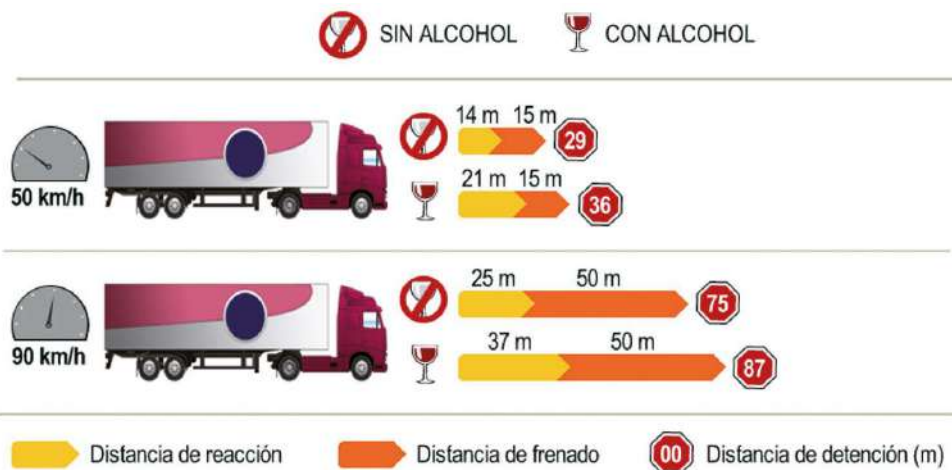 SIN ALCOHOL CON ALCOHOL
14 m 15 m
29
50 km/h
21 m 15 m
36
25 m 50 m
75
90 km/h
37 m 50 m
87
Distancia de reacción Distancia de frenado 00 Distancia de detención (m)